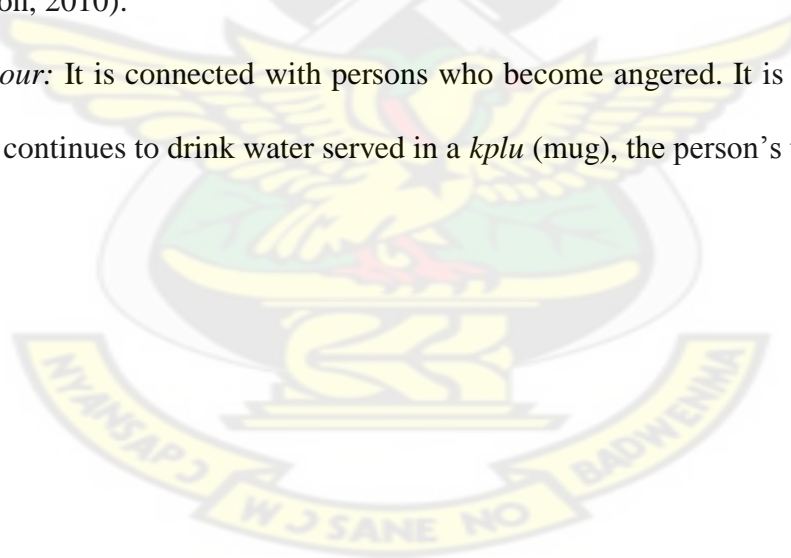 on, 2010).
our: It is connected with persons who become angered. It is
continues to drink water served in a kplu (mug), the person's
NYANSAPƆ WƆSANE NO BADWENMA